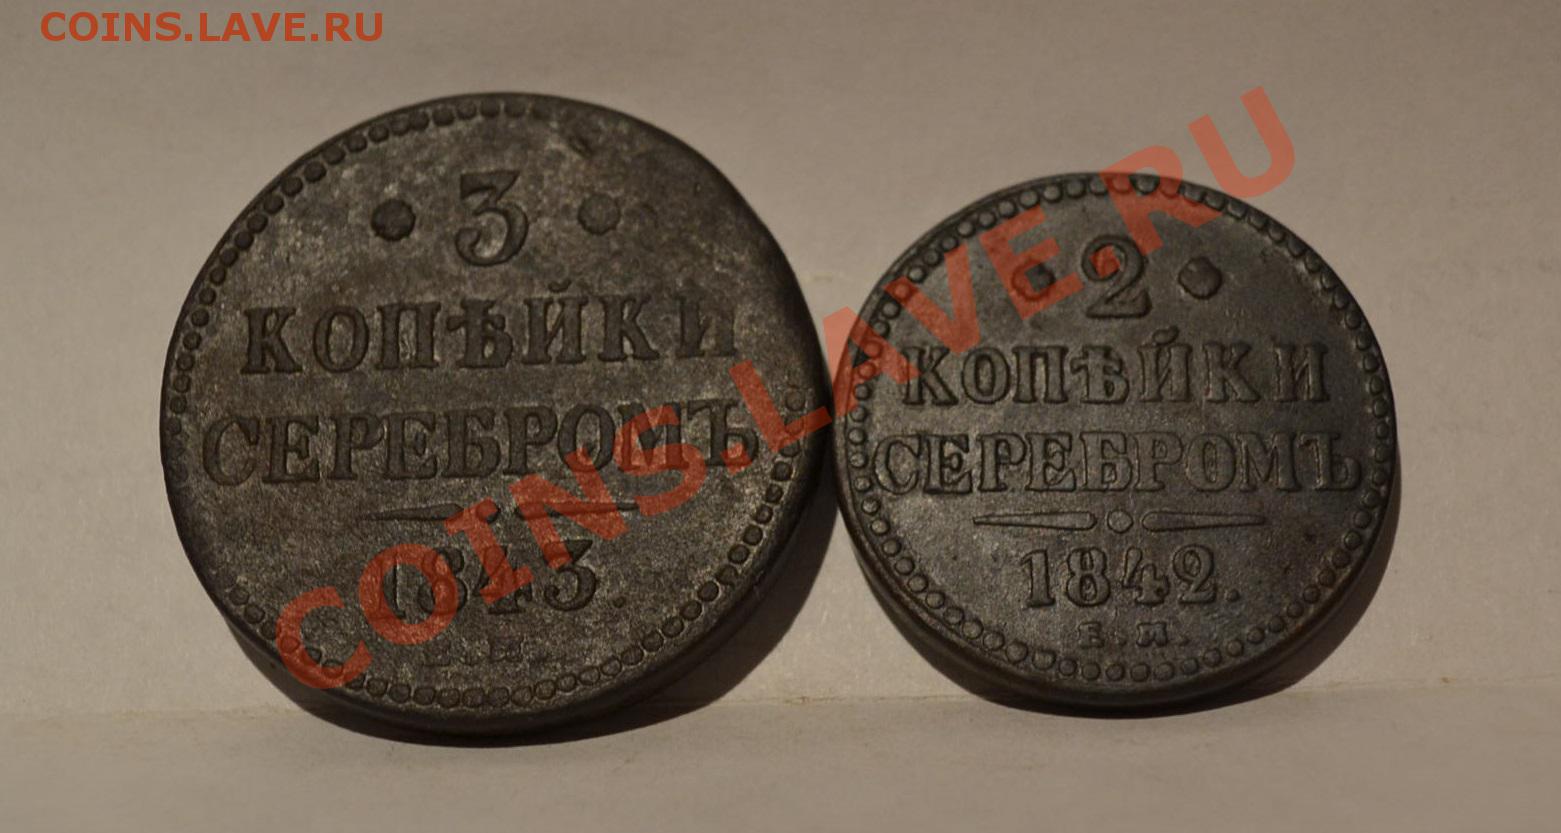 COINS.LAVE.RU
• 3 •
КОПѢЙКИ
СЕРЕБРОМЪ
1843.
• 2 •
КОПѢЙКИ
СЕРЕБРОМЪ
1842.
Е.М.
COINS.LAVE.RU